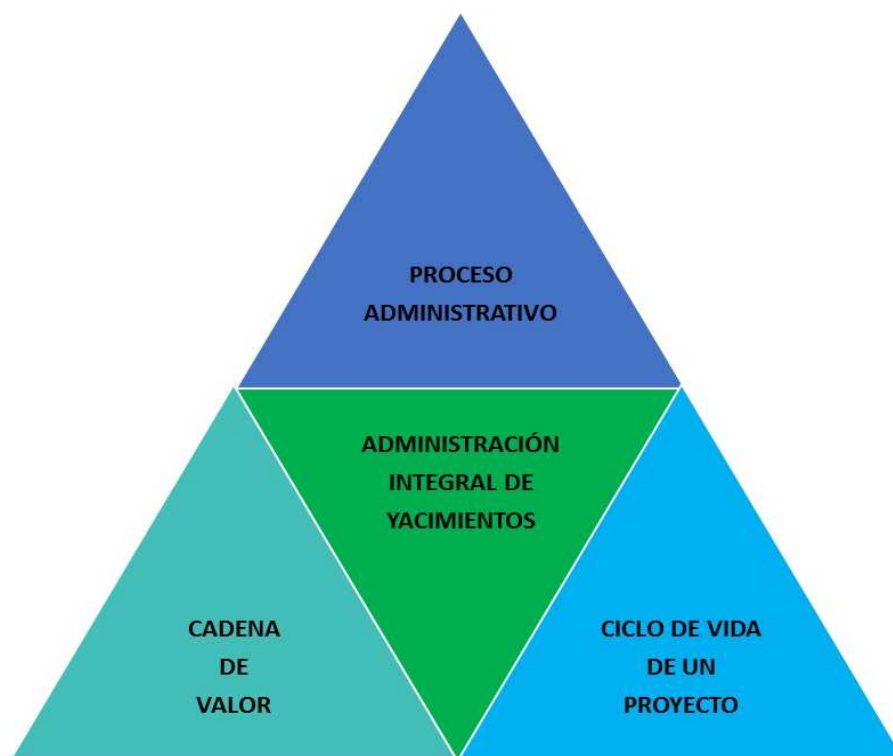 PROCESO
ADMINISTRATIVO
ADMINISTRACIÓN
INTEGRAL DE
YACIMIENTOS
CADENA
DE
VALOR
CICLO DE VIDA
DE UN
PROYECTO